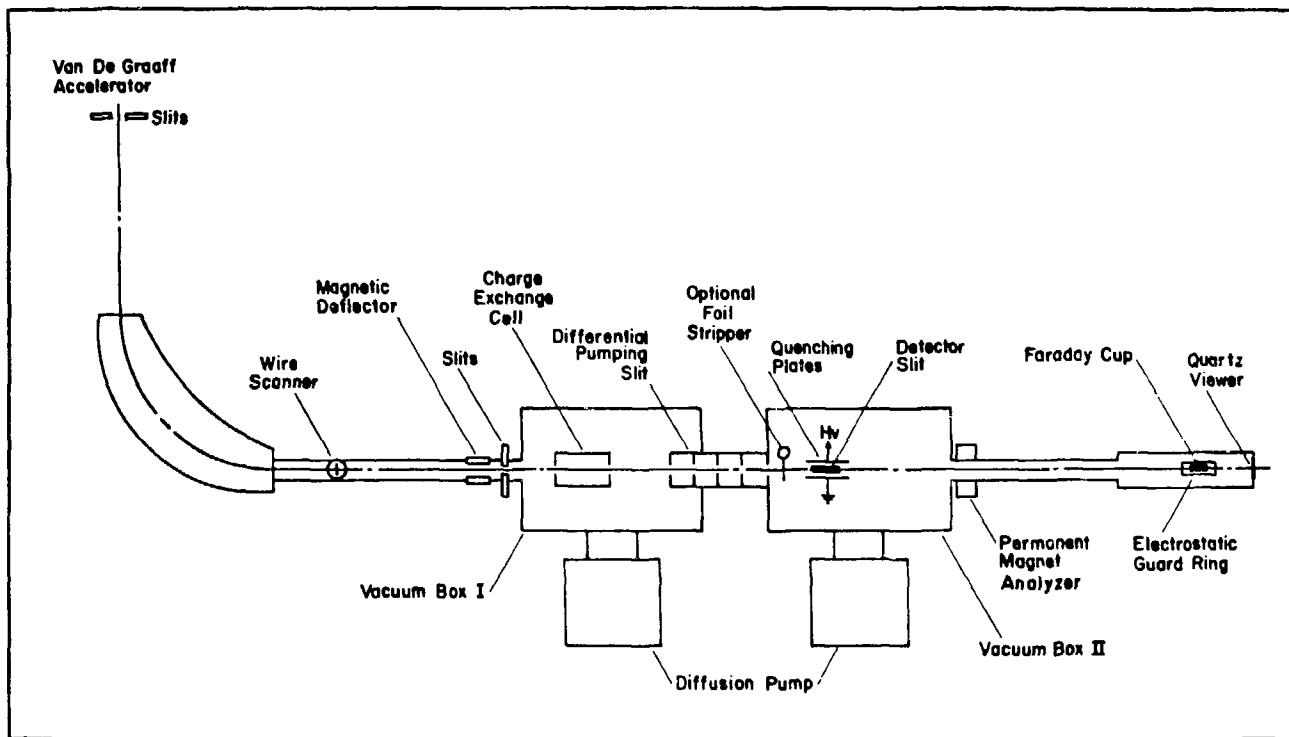 Van De Graaff
Accelerator
Slits
Magnetic
Deflector
Charge
Exchange
Cell
Differential
Pumping
Slit
Optional
Foil
Stripper
Quenching
Plates
Detector
Slit
Faraday Cup
Quartz
Viewer
Wire
Scanner
Slits
Hv
Vacuum Box I
Diffusion Pump
Permanent
Magnet
Analyzer
Electrostatic
Guard Ring
Vacuum Box II